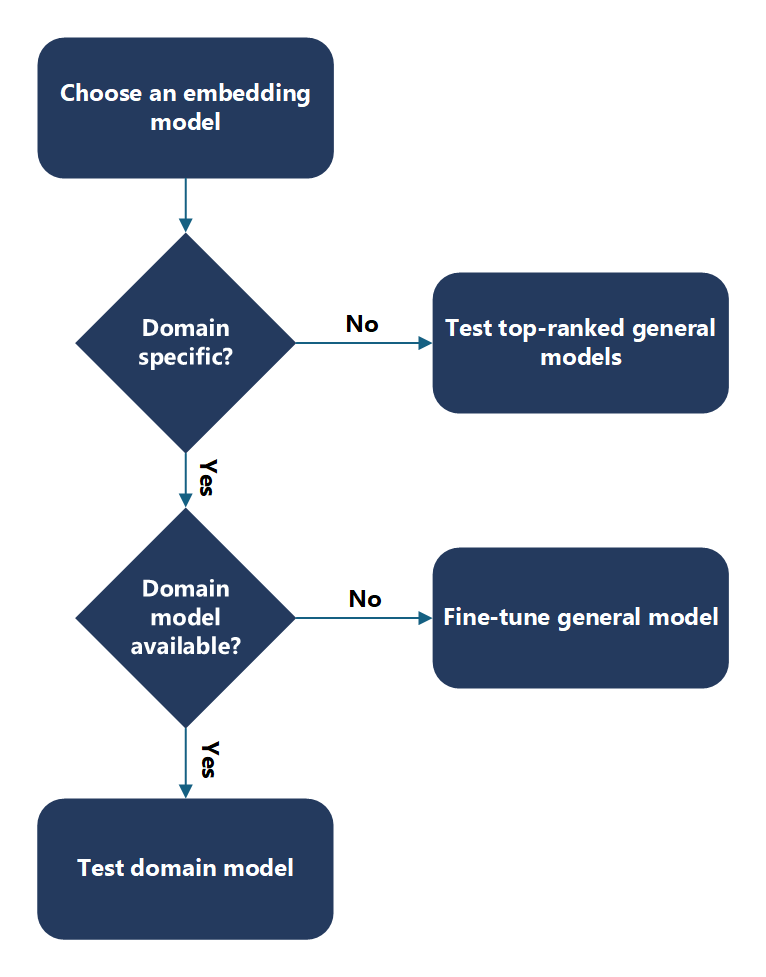 Choose an embedding
model
Domain
specific?
No
Test top-ranked general
models
Yes
Domain
model
available?
No
Fine-tune general model
Yes
Test domain model